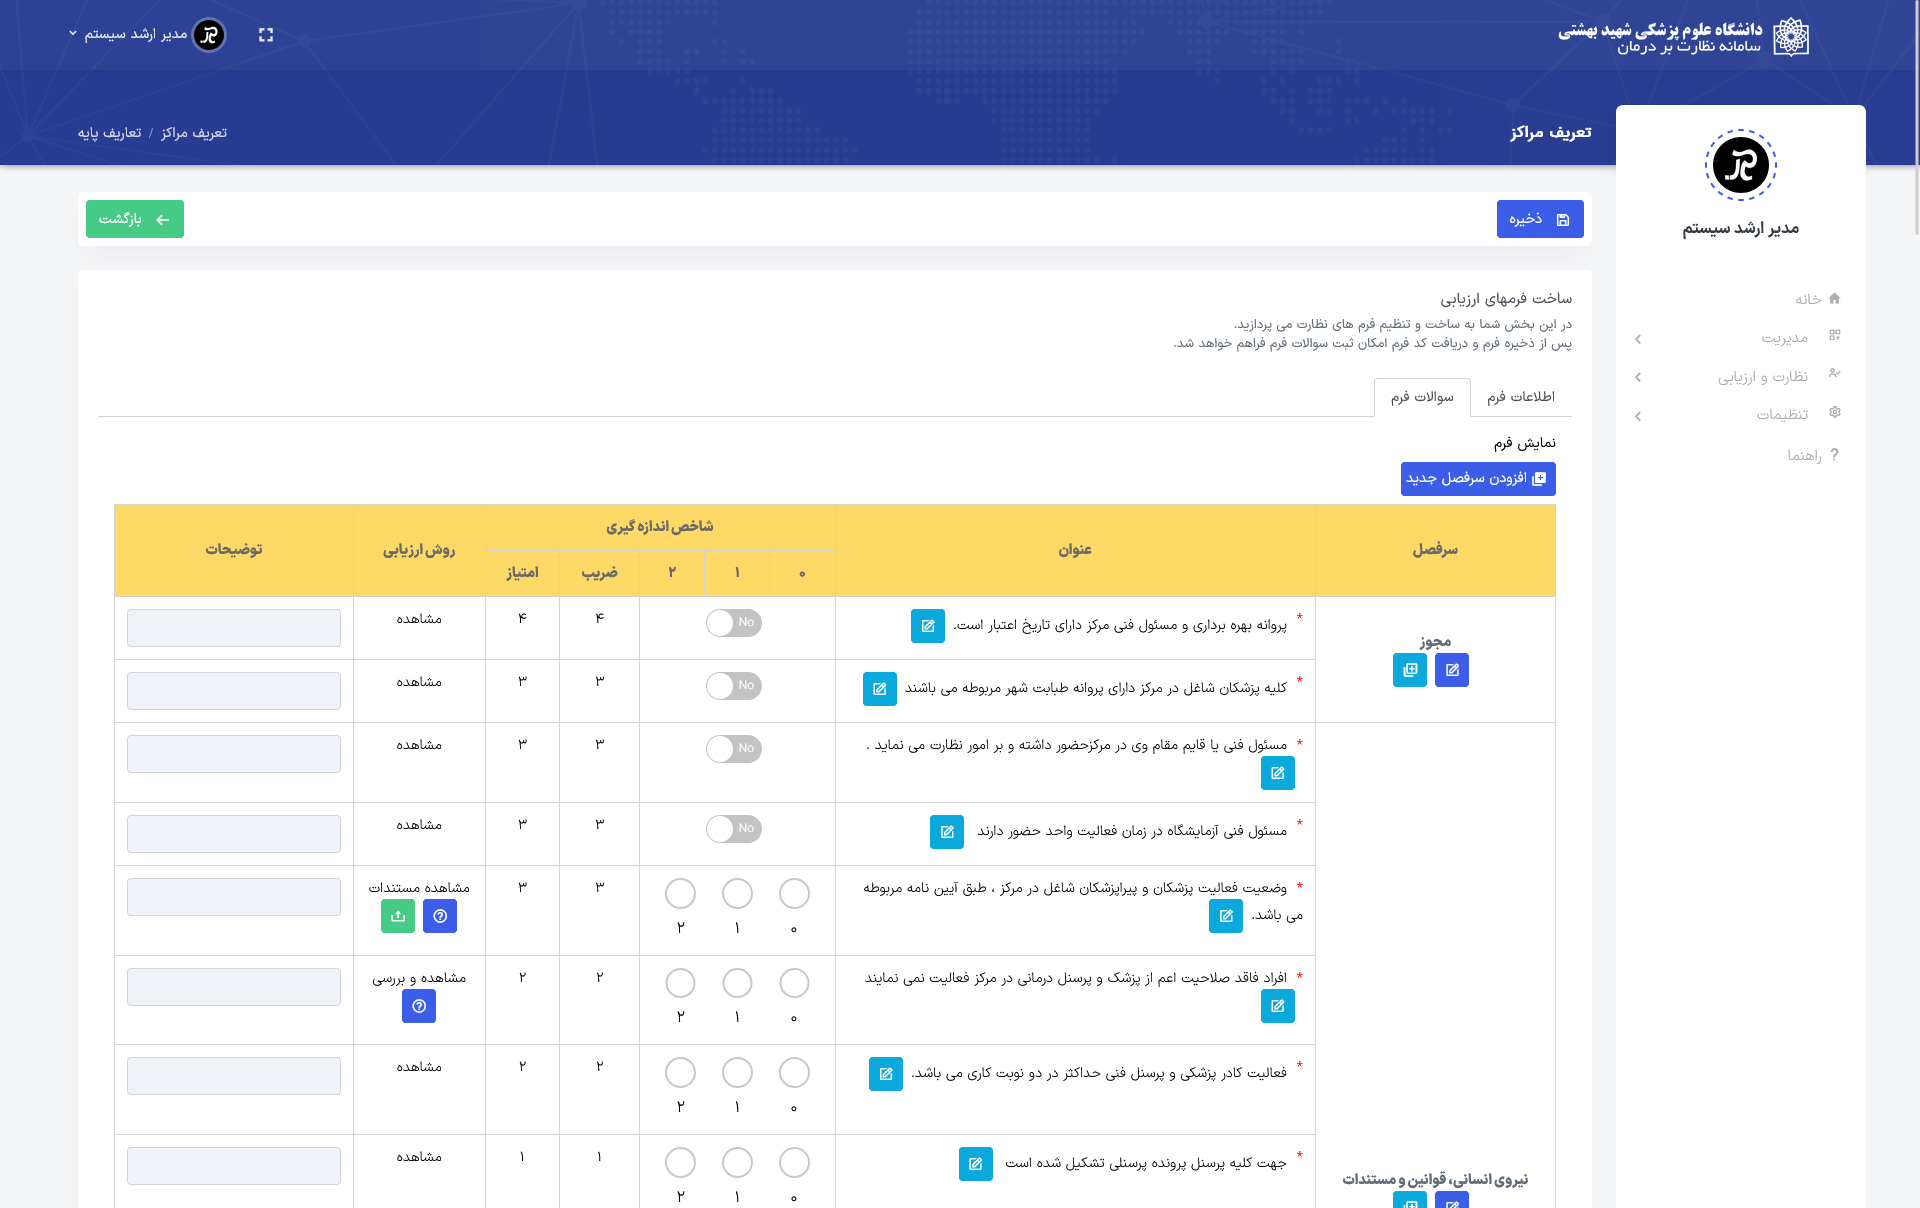 دانشگاه علوم پزشکی شهید بهشتی
سامانه نظارت بر درمان
مدیر ارشد سیستم
تعریف مراکز
تعریف مراکز / تعاریف پایه
مدیر ارشد سیستم
خانه
مدیریت
نظارت و ارزیابی
تنظیمات
راهنما
ذخیره
بازگشت
ساخت فرمهای ارزیابی
در این بخش شما به ساخت و تنظیم فرم های نظارت می پردازید.
پس از ذخیره فرم و دریافت کد فرم امکان ثبت سوالات فرم فراهم خواهد شد.
اطلاعات فرم
سوالات فرم
نمایش فرم
افزودن سرفصل جدید
سرفصل عنوان شاخص اندازه گیری روش ارزیابی توضیحات
۰ ۱ ۲ ضریب امتیاز
مجوز
* پروانه بهره برداری و مسئول فنی مرکز دارای تاریخ اعتبار است. No ۴ ۴ مشاهده
* کلیه پزشکان شاغل در مرکز دارای پروانه طبابت شهر مربوطه می باشند No ۳ ۳ مشاهده
نیروی انسانی، قوانین و مستندات
* مسئول فنی یا قایم مقام وی در مرکزحضور داشته و بر امور نظارت می نماید . No ۳ ۳ مشاهده
* مسئول فنی آزمایشگاه در زمان فعالیت واحد حضور دارند No ۳ ۳ مشاهده
* وضعیت فعالیت پزشکان و پیراپزشکان شاغل در مرکز ، طبق آیین نامه مربوطه
می باشد. ۰ ۱ ۲ ۳ ۳ مشاهده مستندات
* افراد فاقد صلاحیت اعم از پزشک و پرسنل درمانی در مرکز فعالیت نمی نمایند ۰ ۱ ۲ ۲ ۲ مشاهده و بررسی
* فعالیت کادر پزشکی و پرسنل فنی حداکثر در دو نوبت کاری می باشد. ۰ ۱ ۲ ۲ ۲ مشاهده
* جهت کلیه پرسنل پرونده پرسنلی تشکیل شده است ۰ ۱ ۲ ۱ ۱ مشاهده